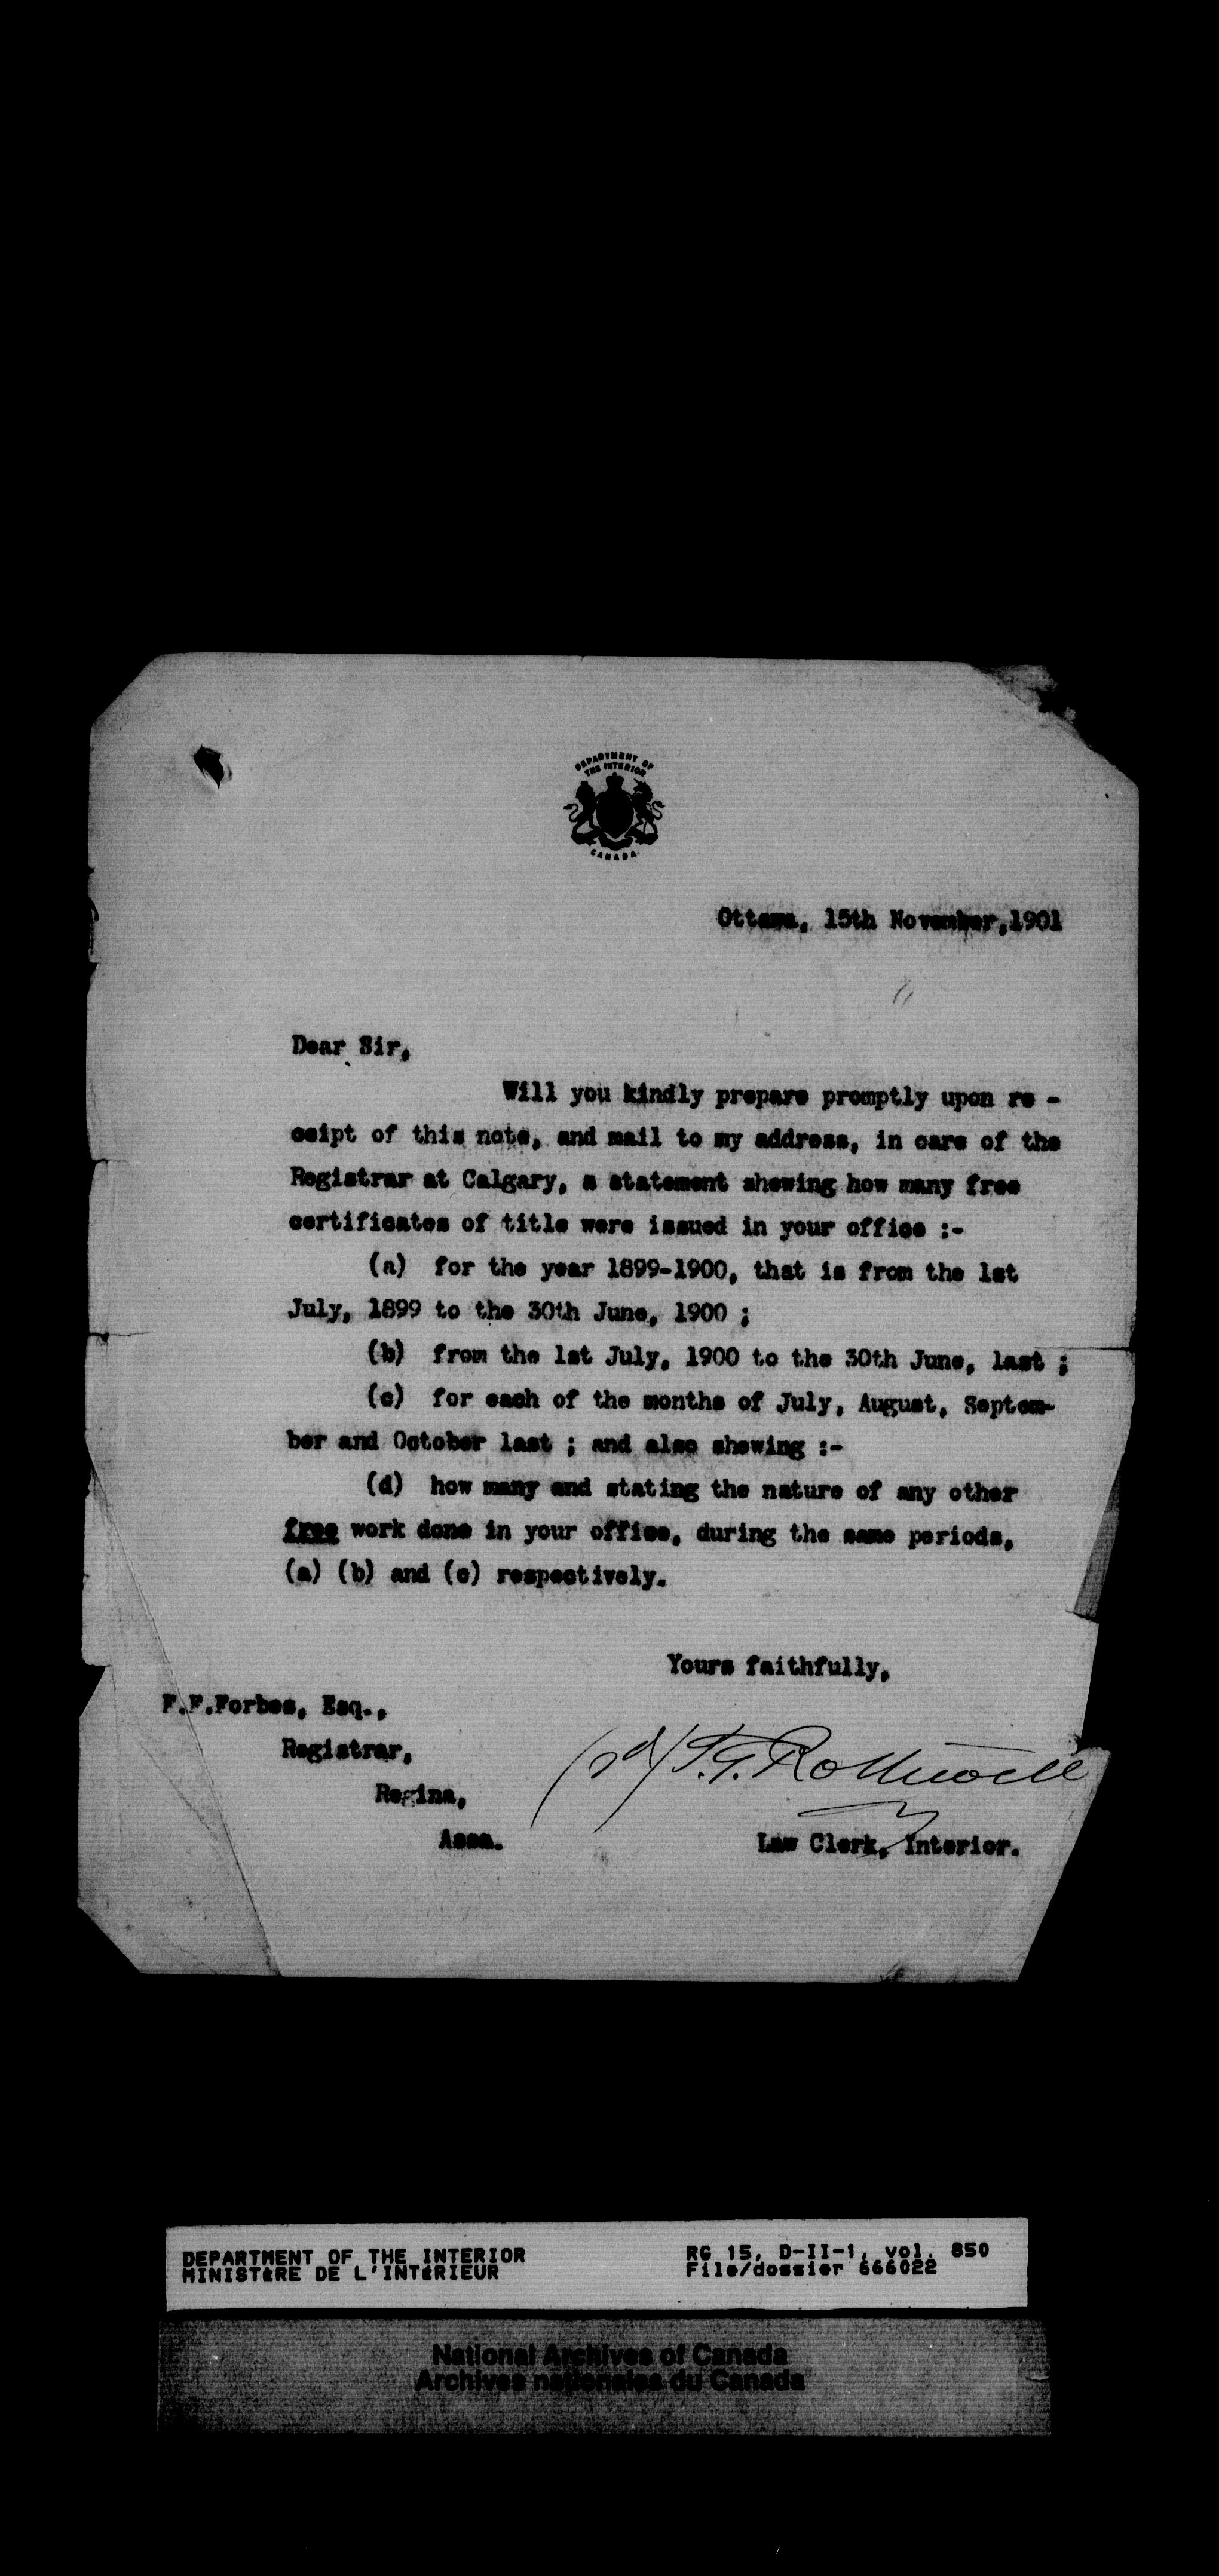 DEPARTMENT OF
THE INTERIOR
CANADA
Ottawa, 15th November,1901
Dear Sir,
Will you kindly prepare promptly upon re -
ceipt of this note, and mail to my address, in care of the
Registrar at Calgary, a statement shewing how many free
certificates of title were issued in your office :-
(a) for the year 1899-1900, that is from the 1st
July, 1899 to the 30th June, 1900 ;
(b) from the 1st July, 1900 to the 30th June, last ;
(c) for each of the months of July, August, Septem-
ber and October last ; and also shewing :-
(d) how many and stating the nature of any other
free work done in your office, during the same periods,
(a) (b) and (c) respectively.
Yours faithfully,
F.F.Forbes, Esq.,
Registrar,
Regina,
Assa.
(sd) T.G. Rothwell
Law Clerk, Interior.
DEPARTMENT OF THE INTERIOR
MINISTÈRE DE L'INTÉRIEUR
RG 15, D-II-1, vol. 850
File/dossier 666022
National Archives of Canada
Archives nationales du Canada